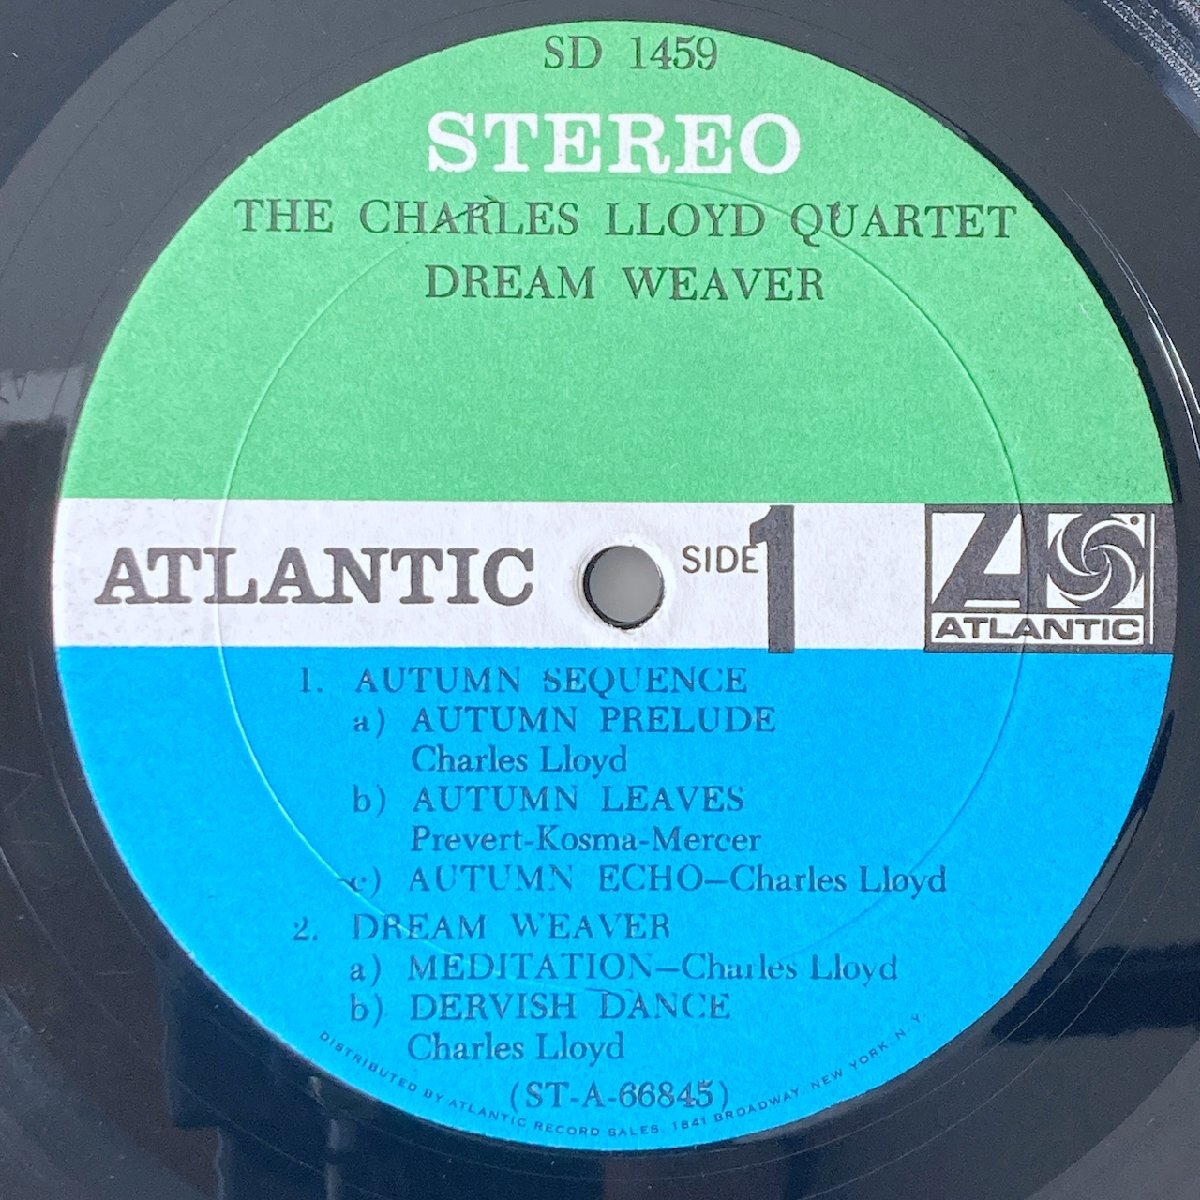 SD 1459
STEREO
THE CHARLES LLOYD QUARTET
DREAM WEAVER
ATLANTIC
SIDE 1
ATLANTIC
1. AUTUMN SEQUENCE
a) AUTUMN PRELUDE
Charles Lloyd
b) AUTUMN LEAVES
Prevert-Kosma-Mercer
c) AUTUMN ECHO—Charles Lloyd
2. DREAM WEAVER
a) MEDITATION—Charles Lloyd
b) DERVISH DANCE
Charles Lloyd
(ST-A-66845)
DISTRIBUTED BY ATLANTIC RECORD SALES, 1841 BROADWAY, NEW YORK N. Y.